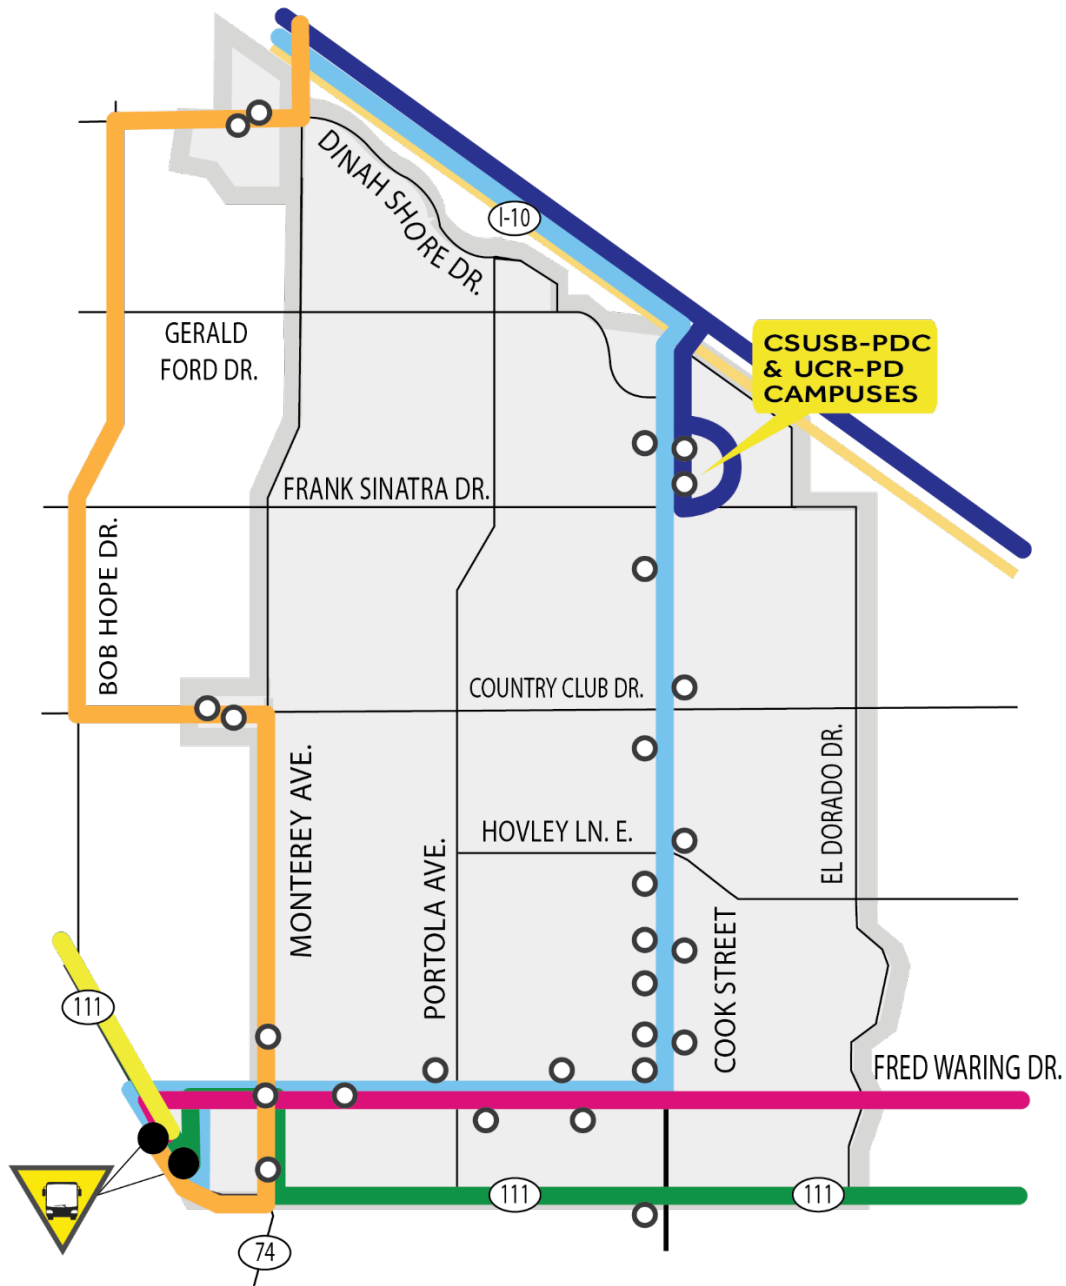 DINAH SHORE DR.
I-10
GERALD
FORD DR.
CSUSB-PDC
& UCR-PD
CAMPUSES
FRANK SINATRA DR.
BOB HOPE DR.
COUNTRY CLUB DR.
MONTEREY AVE.
EL DORADO DR.
HOVLEY LN. E.
PORTOLA AVE.
COOK STREET
111
FRED WARING DR.
111
111
74